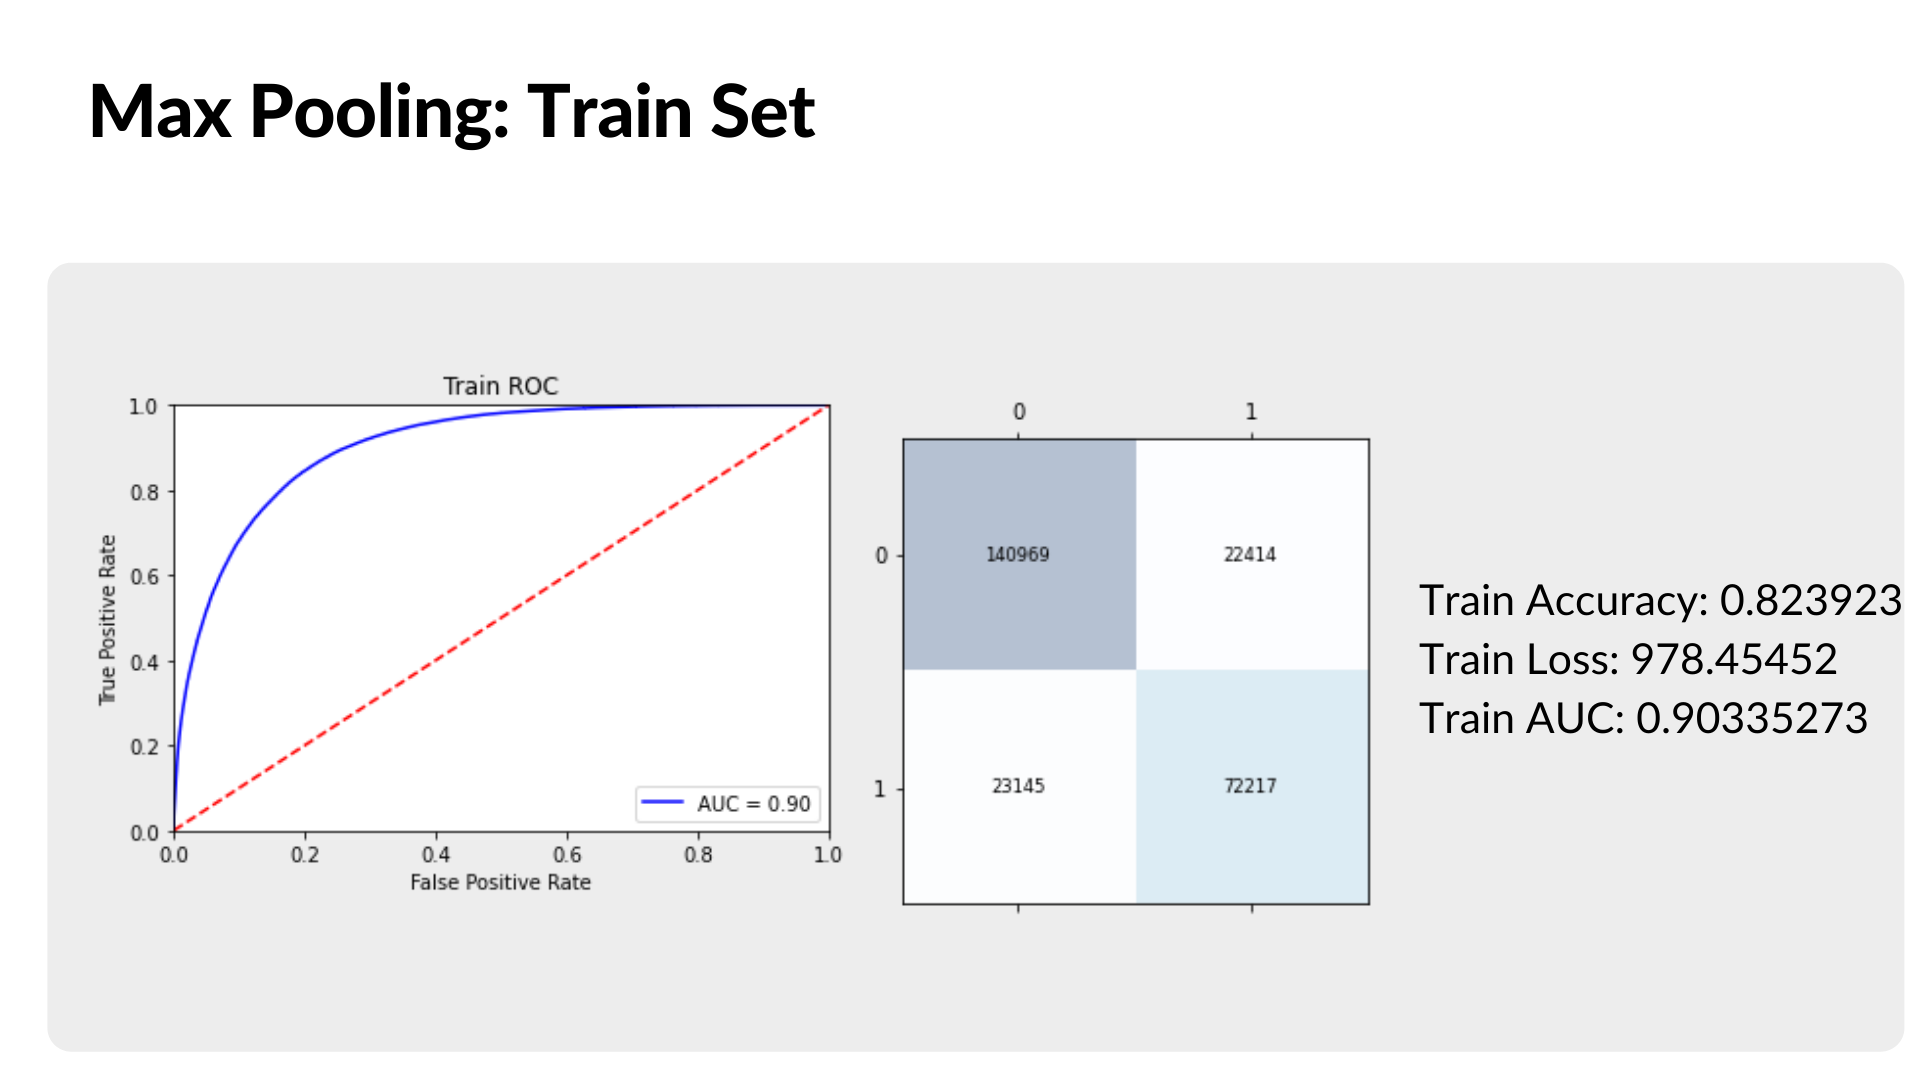 Max Pooling: Train Set
Train ROC
1.0
0.8
0.6
0.4
0.2
0.0
True Positive Rate
0.0 0.2 0.4 0.6 0.8 1.0
False Positive Rate
AUC = 0.90
0 1
0 140969 22414
1 23145 72217
Train Accuracy: 0.823923
Train Loss: 978.45452
Train AUC: 0.90335273